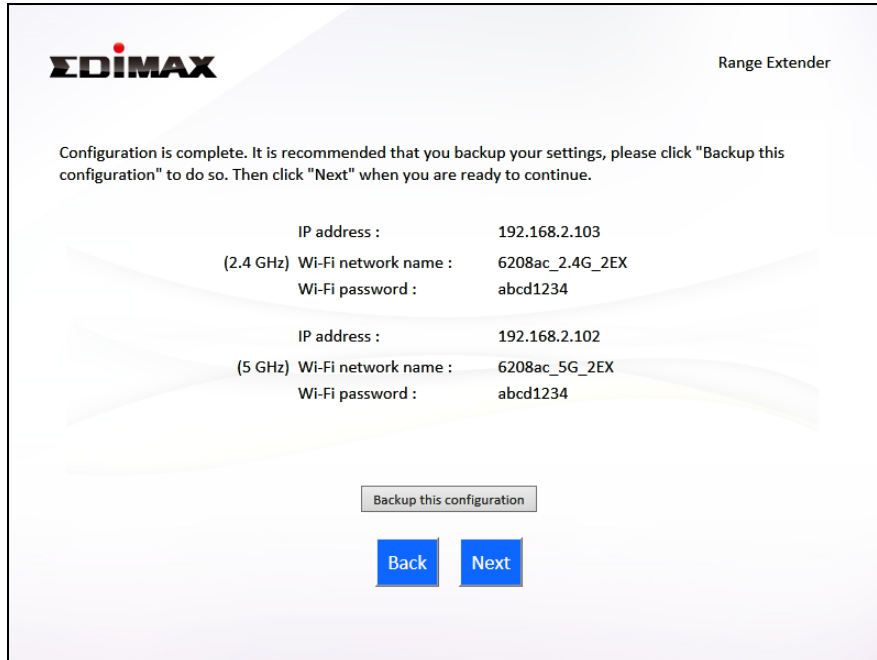 EDiMAX
Range Extender
Configuration is complete. It is recommended that you backup your settings, please click "Backup this
configuration" to do so. Then click "Next" when you are ready to continue.
IP address : 192.168.2.103
(2.4 GHz) Wi-Fi network name : 6208ac_2.4G_2EX
Wi-Fi password : abcd1234
IP address : 192.168.2.102
(5 GHz) Wi-Fi network name : 6208ac_5G_2EX
Wi-Fi password : abcd1234
Backup this configuration
Back Next